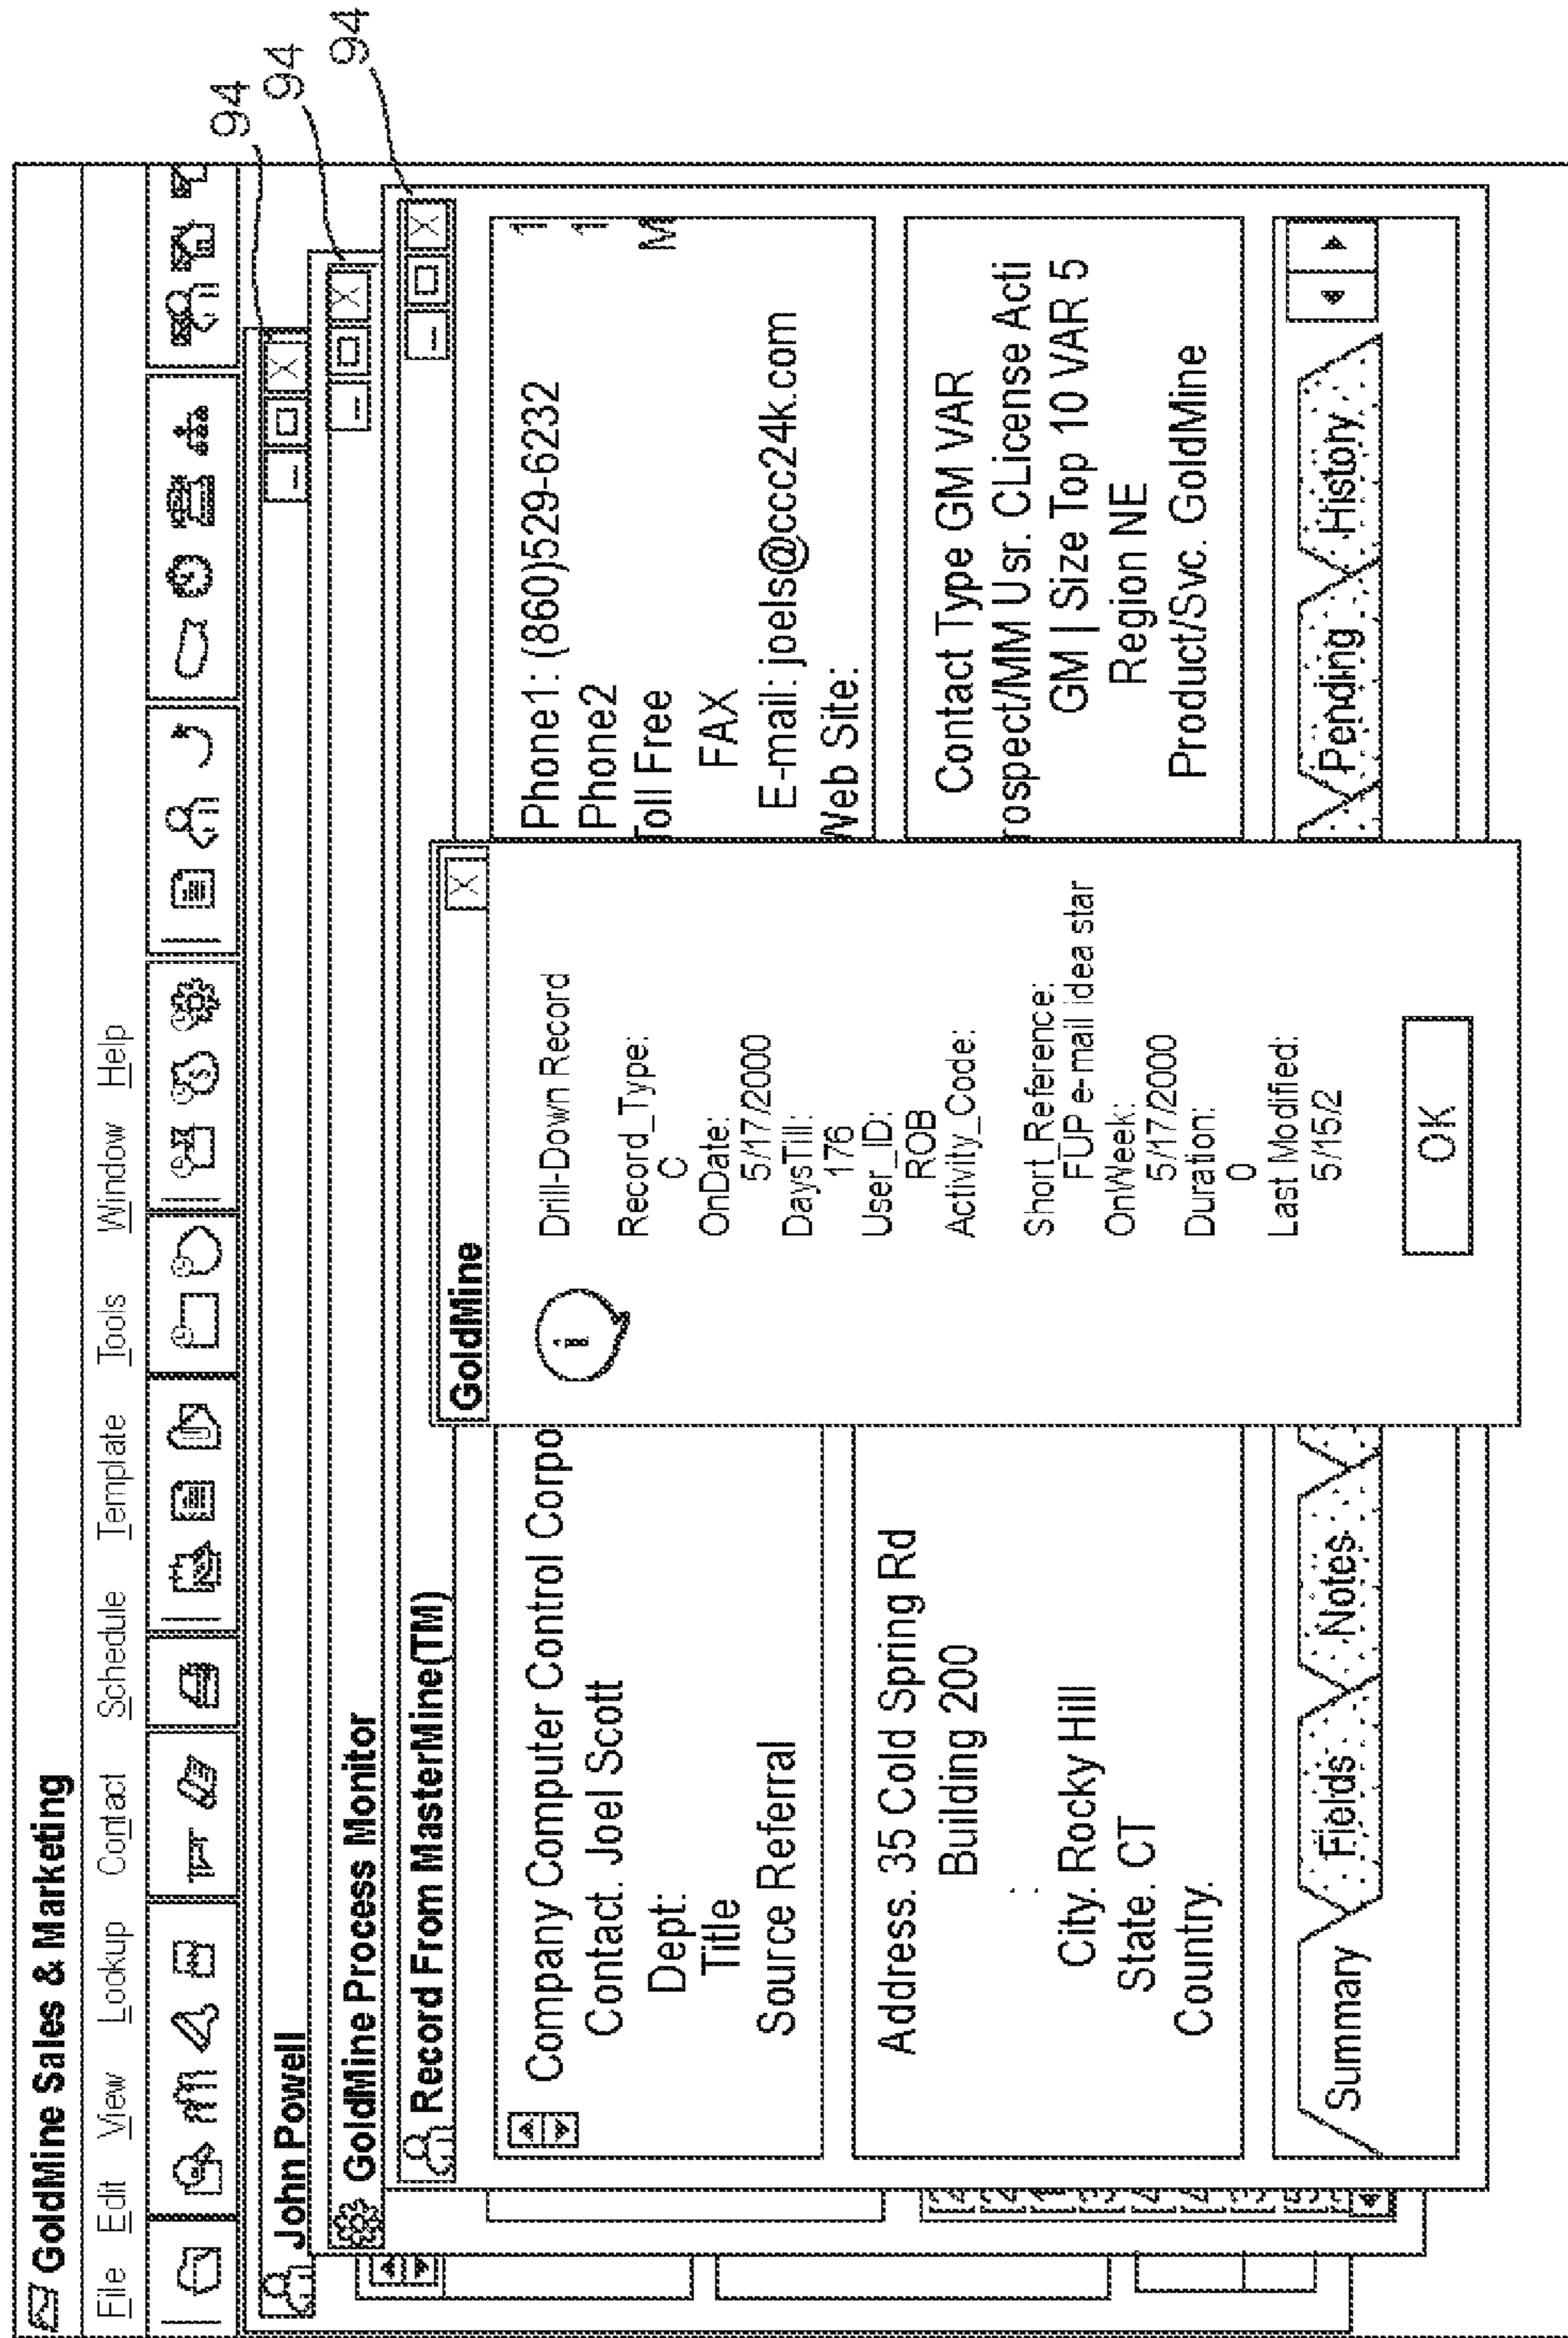 GoldMine Sales & Marketing
File Edit View Lookup Contact Schedule Template Tools Window Help
94
94
94
John Powell
GoldMine Process Monitor
Record From MasterMine(TM)
Company Computer Control Corpo
Contact. Joel Scott
Dept:
Title
Source Referral
Address. 35 Cold Spring Rd
Building 200
City. Rocky Hill
State. CT
Country.
GoldMine
Drill-Down Record
Record_Type:
C
OnDate:
5/17/2000
DaysTill:
176
User_ID:
ROB
Activity_Code:
Short_Reference:
FUP e-mail idea star
OnWeek:
5/17/2000
Duration:
0
Last Modified:
5/15/2
OK
Phone1: (860)529-6232
Phone2
Toll Free
FAX
E-mail: joels@ccc24k.com
Web Site:
Contact Type GM VAR
rospect/MM Usr. CLicense Acti
GM | Size Top 10 VAR 5
Region NE
Product/Svc. GoldMine
Summary Fields Notes Pending History